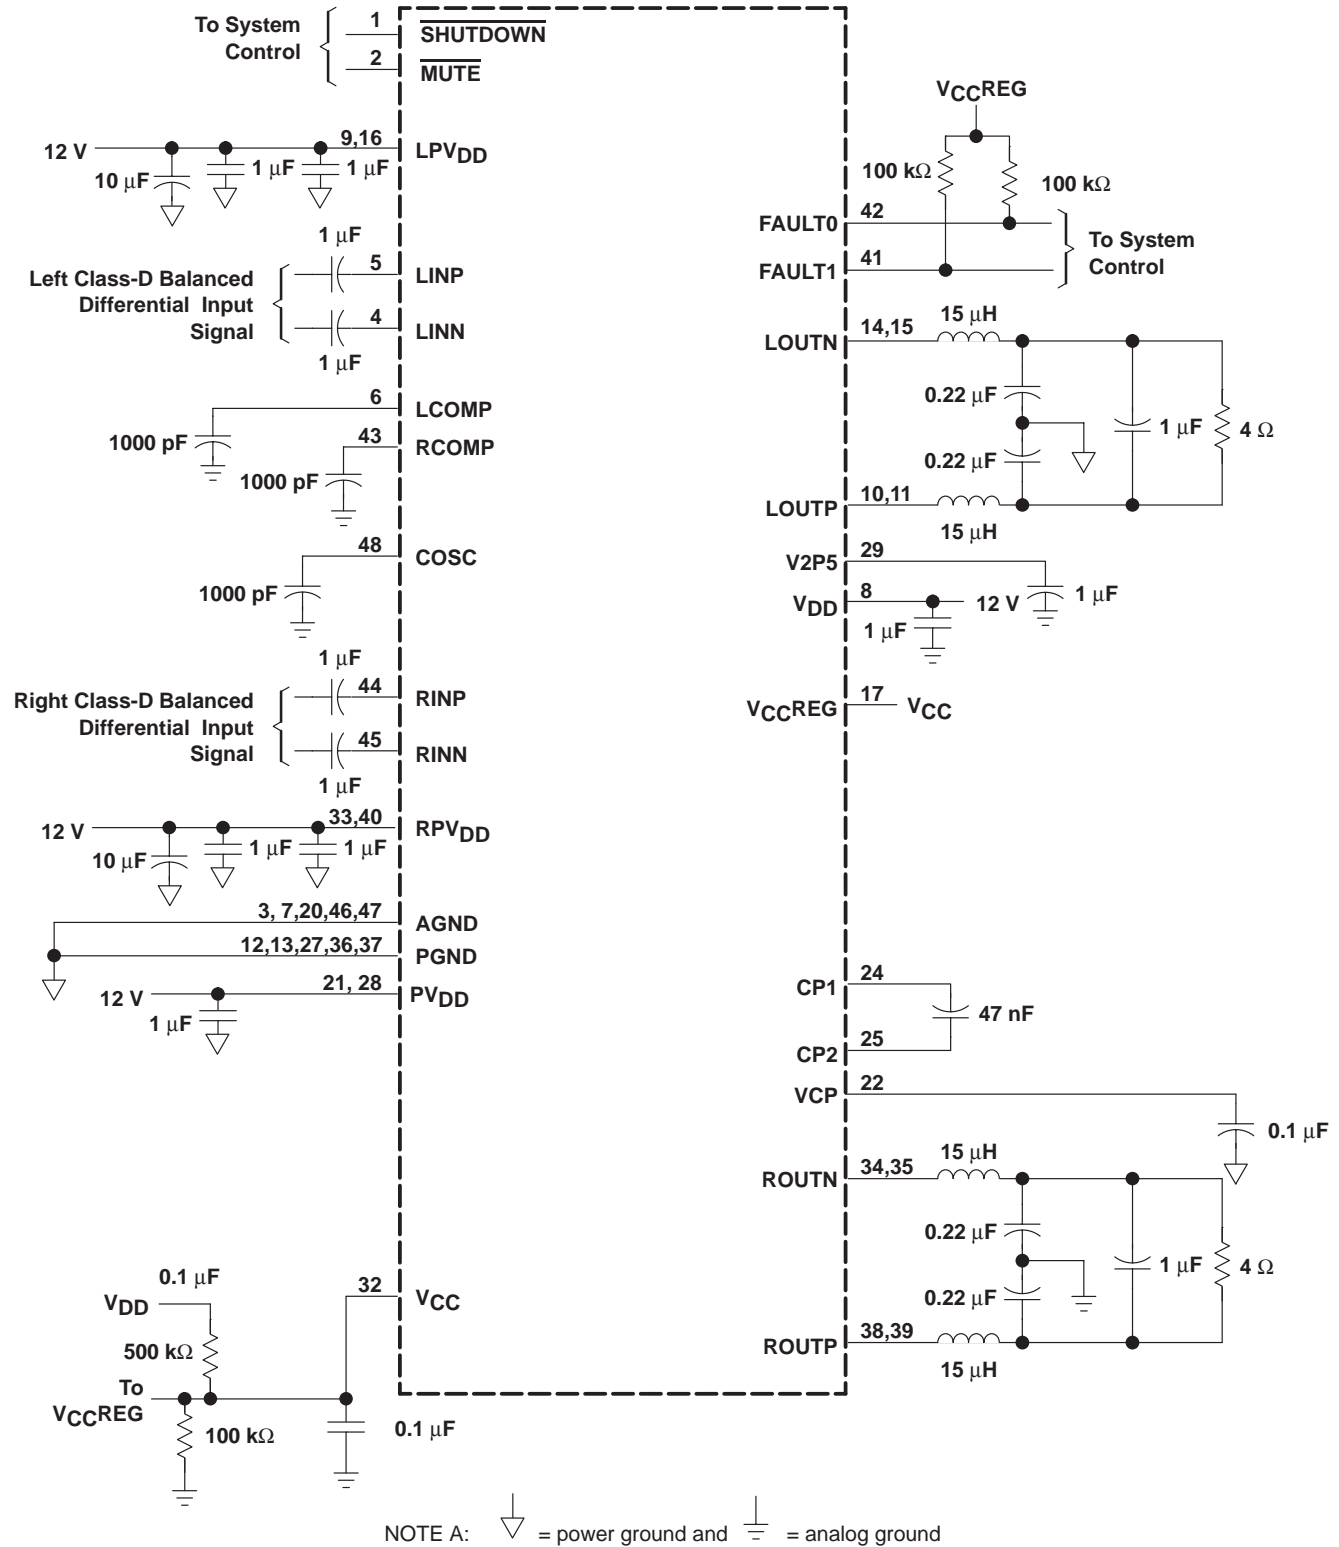 To System
Control
1
SHUTDOWN
2
MUTE
12 V
9,16
LPVDD
10 μF
1 μF
1 μF
1 μF
Left Class-D Balanced
Differential Input
Signal
5
LINP
4
LINN
1 μF
6
LCOMP
1000 pF
43
RCOMP
1000 pF
48
COSC
1000 pF
1 μF
Right Class-D Balanced
Differential Input
Signal
44
RINP
45
RINN
1 μF
12 V
33,40
RPVDD
10 μF
1 μF
1 μF
3, 7,20,46,47
AGND
12,13,27,36,37
PGND
12 V
21, 28
PVDD
1 μF
0.1 μF
VDD
32
VCC
500 kΩ
To
VCCREG
100 kΩ
0.1 μF
VCCREG
100 kΩ
100 kΩ
FAULT0
42
FAULT1
41
To System
Control
15 μH
LOUTN
14,15
0.22 μF
1 μF
4 Ω
0.22 μF
LOUTP
10,11
15 μH
V2P5
29
VDD
8
12 V
1 μF
1 μF
VCCREG
17
VCC
CP1
24
47 nF
CP2
25
VCP
22
0.1 μF
15 μH
ROUTN
34,35
0.22 μF
1 μF
4 Ω
0.22 μF
ROUTP
38,39
15 μH
NOTE A: = power ground and = analog ground